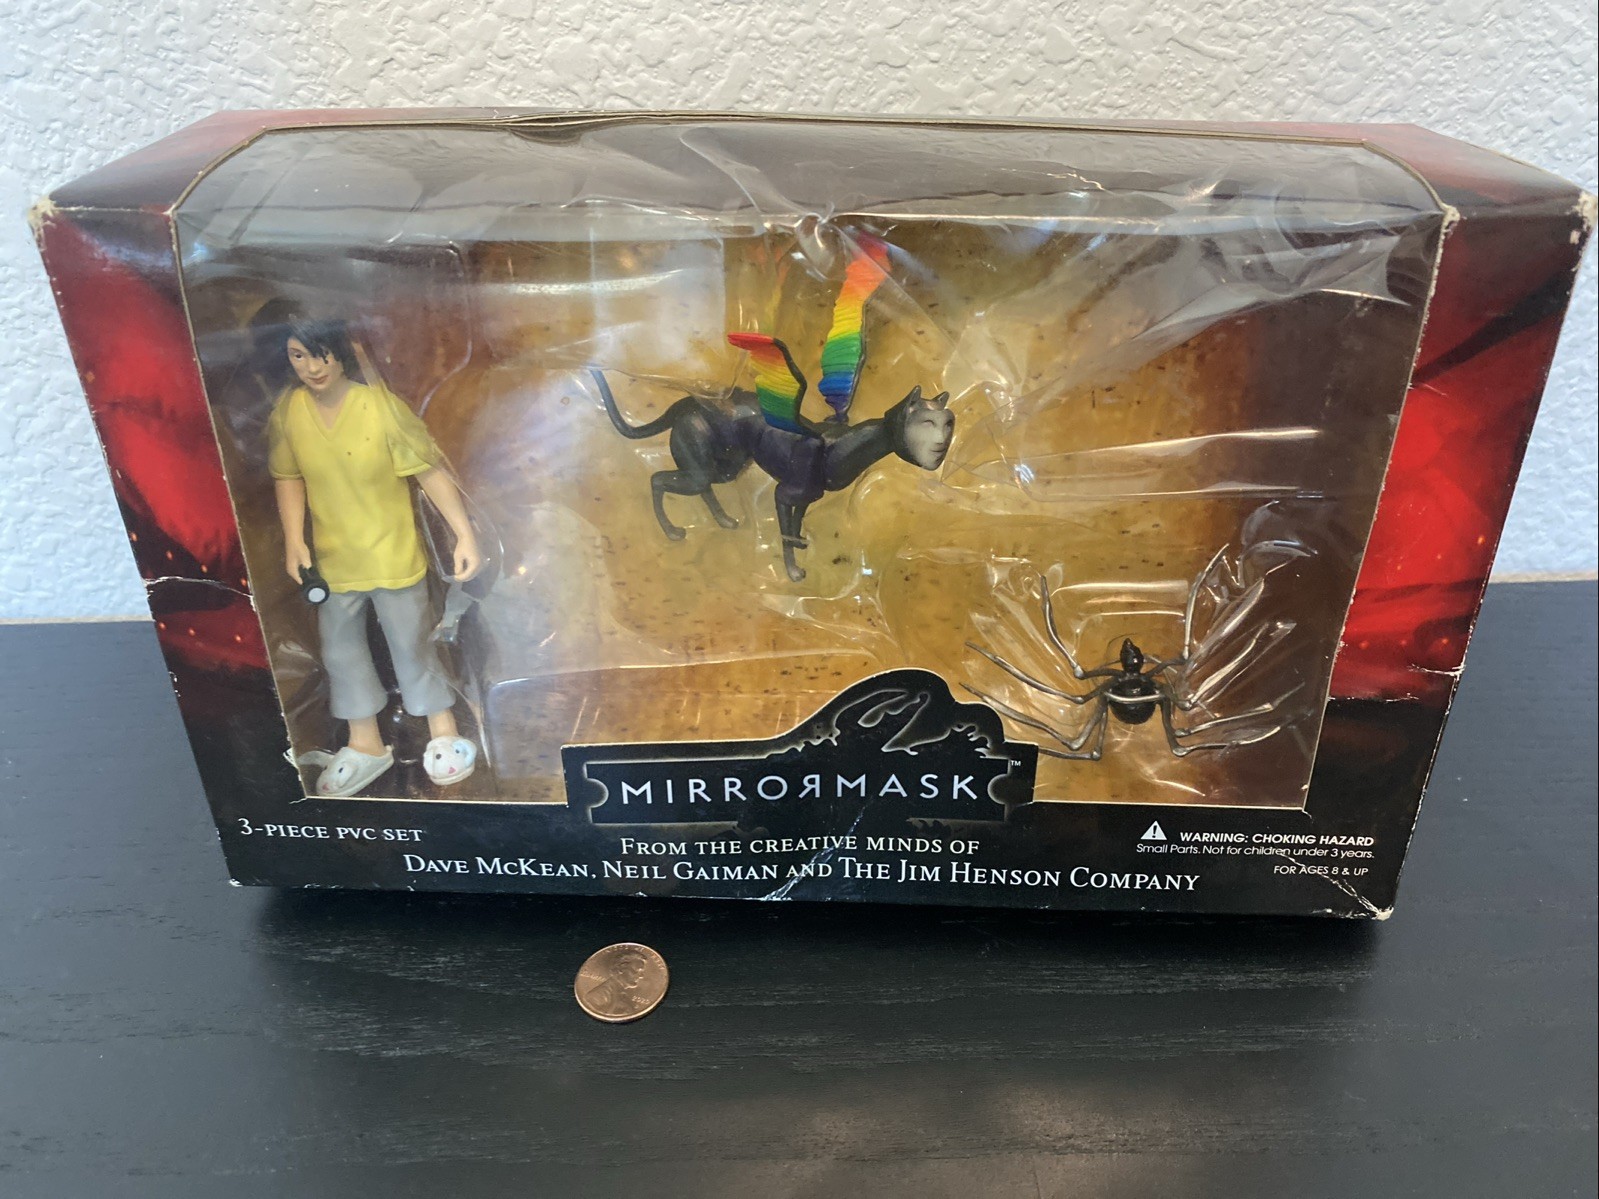 MIRRORMASK™
3-PIECE PVC SET
FROM THE CREATIVE MINDS OF
DAVE MCKEAN, NEIL GAIMAN AND THE JIM HENSON COMPANY
WARNING: CHOKING HAZARD
Small Parts. Not for children under 3 years.
FOR AGES 8 & UP